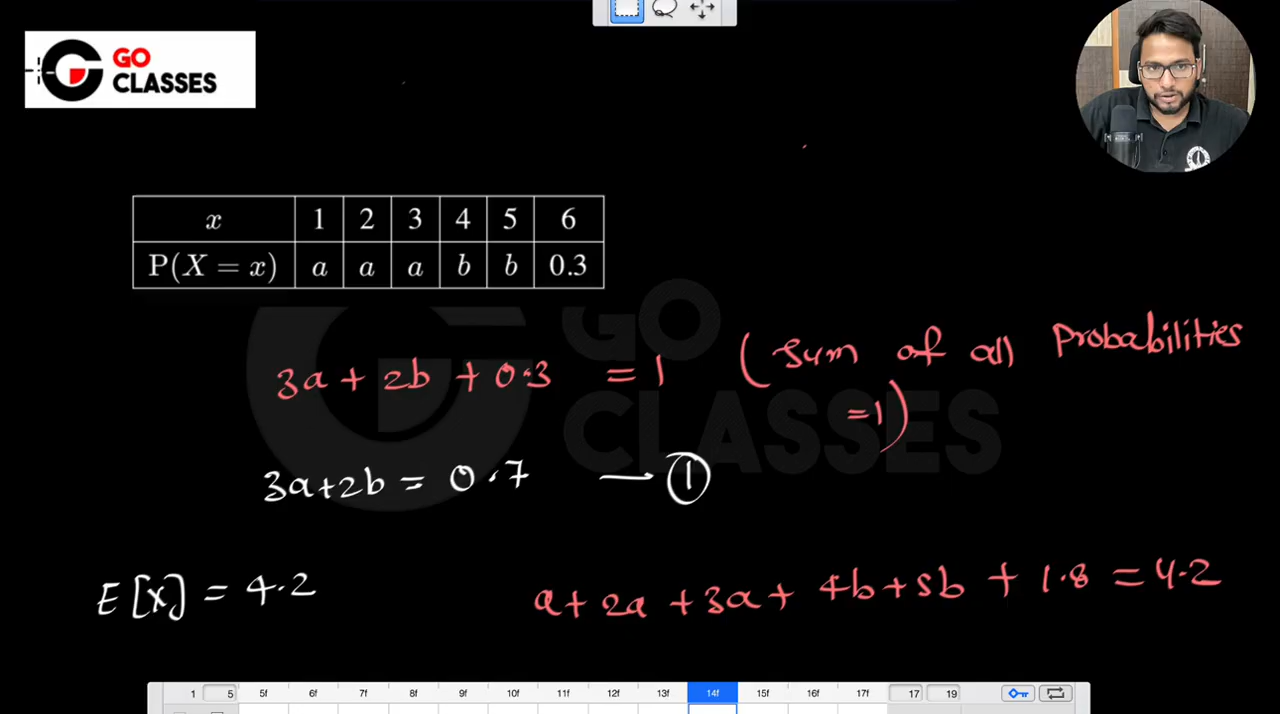 GO
CLASSES
x 1 2 3 4 5 6
P(X = x) a a a b b 0.3
GO
CLASSES
3a + 2b + 0.3 = 1 (Sum of all Probabilities
=1)
3a+2b = 0.7 — ①
E[X] = 4.2
a + 2a + 3a + 4b + 5b + 1.8 = 4.2
1 5 5f 6f 7f 8f 9f 10f 11f 12f 13f 14f 15f 16f 17f 17 19